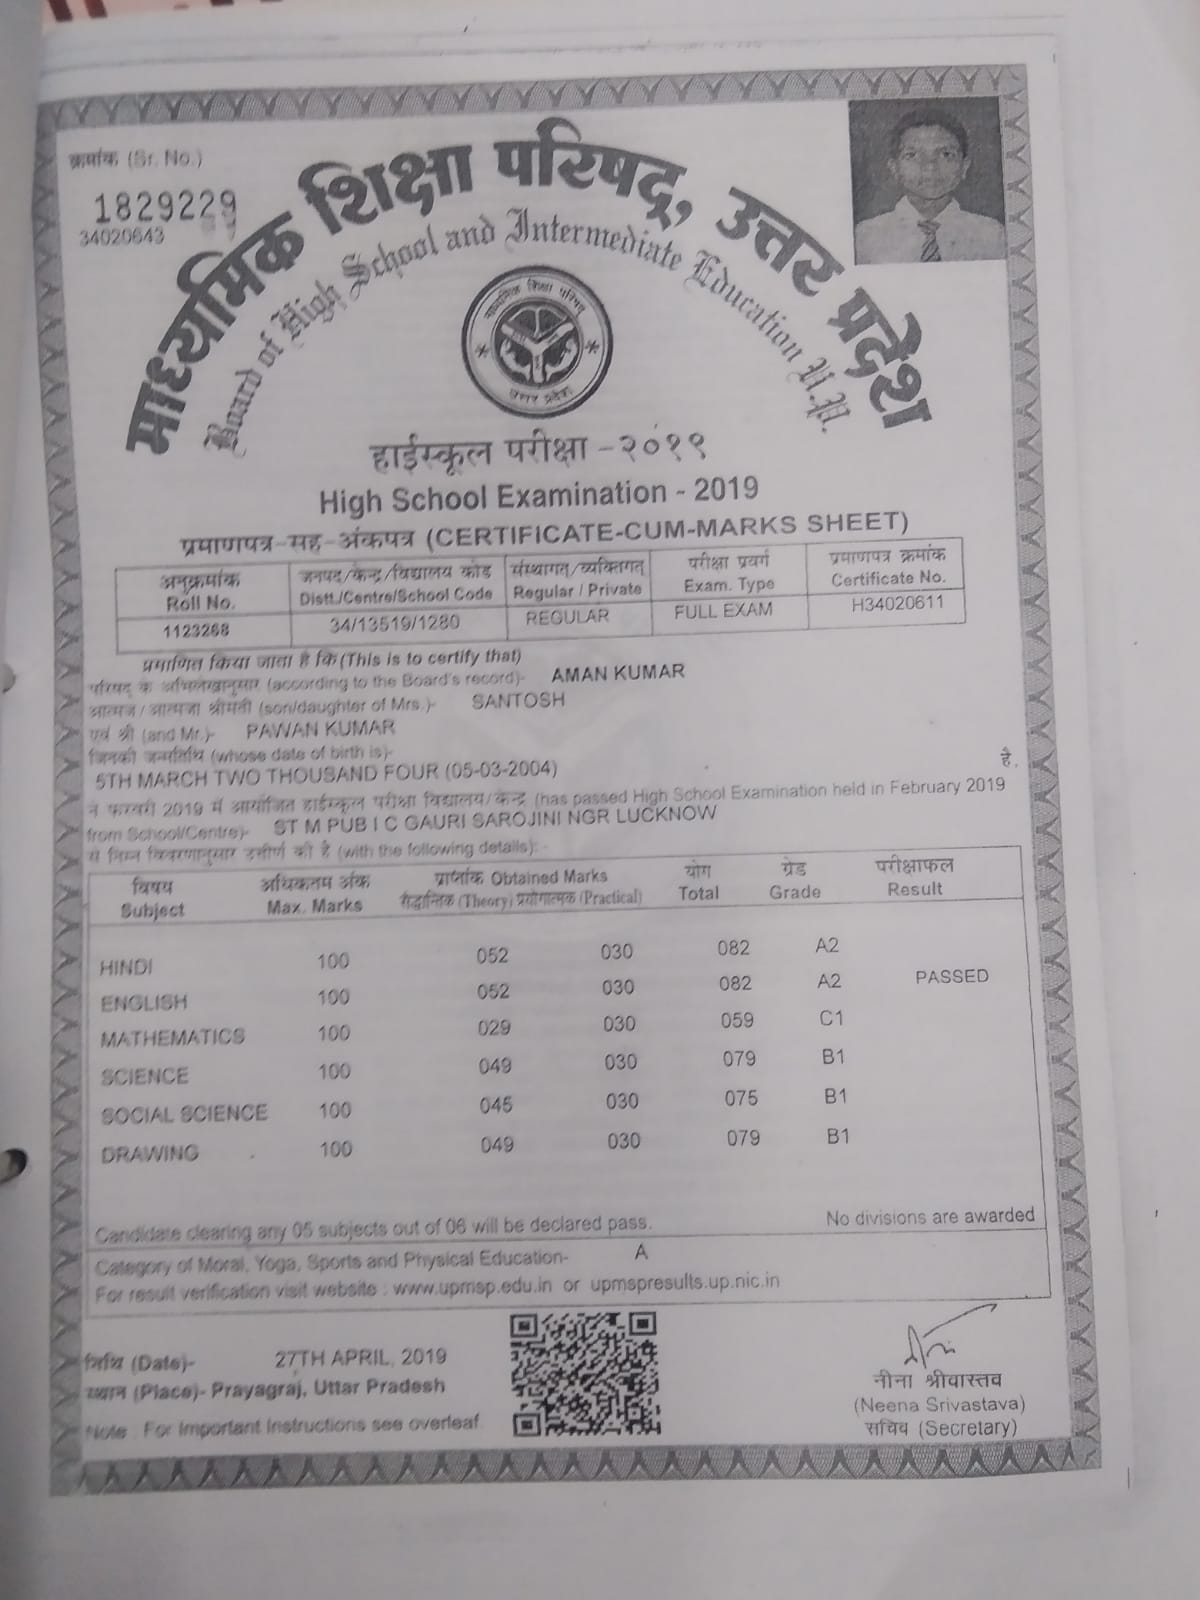 क्रमांक (Sr. No.)
1829229
34020643
माध्यमिक शिक्षा परिषद्, उत्तर प्रदेश
Board of High School and Intermediate Education U.P.
माध्यमिक शिक्षा परिषद
उत्तर प्रदेश
हाईस्कूल परीक्षा -२०१९
High School Examination - 2019
प्रमाणपत्र-सह-अंकपत्र (CERTIFICATE-CUM-MARKS SHEET)
अनुक्रमांक जनपद/केन्द्र/विद्यालय कोड संस्थागत/व्यक्तिगत परीक्षा प्रवर्ग प्रमाणपत्र क्रमांक
Roll No. Distt./Centre/School Code Regular / Private Exam. Type Certificate No.
1123268 34/13519/1280 REGULAR FULL EXAM H34020611
प्रमाणित किया जाता है कि (This is to certify that)
परिषद के अभिलेखानुसार (according to the Board's record)- AMAN KUMAR
आत्मज / आत्मजा श्रीमती (son/daughter of Mrs.)- SANTOSH
एवं श्री (and Mr.)- PAWAN KUMAR
जिनकी जन्मतिथि (whose date of birth is)-
5TH MARCH TWO THOUSAND FOUR (05-03-2004) है,
ने फरवरी 2019 में आयोजित हाईस्कूल परीक्षा विद्यालय/केन्द्र (has passed High School Examination held in February 2019
from School/Centre)- ST M PUB I C GAURI SAROJINI NGR LUCKNOW
से निम्न विवरणानुसार उत्तीर्ण की है (with the following details): -
विषय अधिकतम अंक प्राप्तांक Obtained Marks योग ग्रेड परीक्षाफल
Subject Max. Marks सैद्धान्तिक (Theory) प्रयोगात्मक (Practical) Total Grade Result
HINDI 100 052 030 082 A2
ENGLISH 100 052 030 082 A2 PASSED
MATHEMATICS 100 029 030 059 C1
SCIENCE 100 049 030 079 B1
SOCIAL SCIENCE 100 045 030 075 B1
DRAWING 100 049 030 079 B1
Candidate clearing any 05 subjects out of 06 will be declared pass. No divisions are awarded
Category of Moral, Yoga, Sports and Physical Education- A
For result verification visit website : www.upmsp.edu.in or upmspresults.up.nic.in
तिथि (Date)- 27TH APRIL, 2019
स्थान (Place)- Prayagraj, Uttar Pradesh
Note : For Important Instructions see overleaf.
नीना श्रीवास्तव
(Neena Srivastava)
सचिव (Secretary)